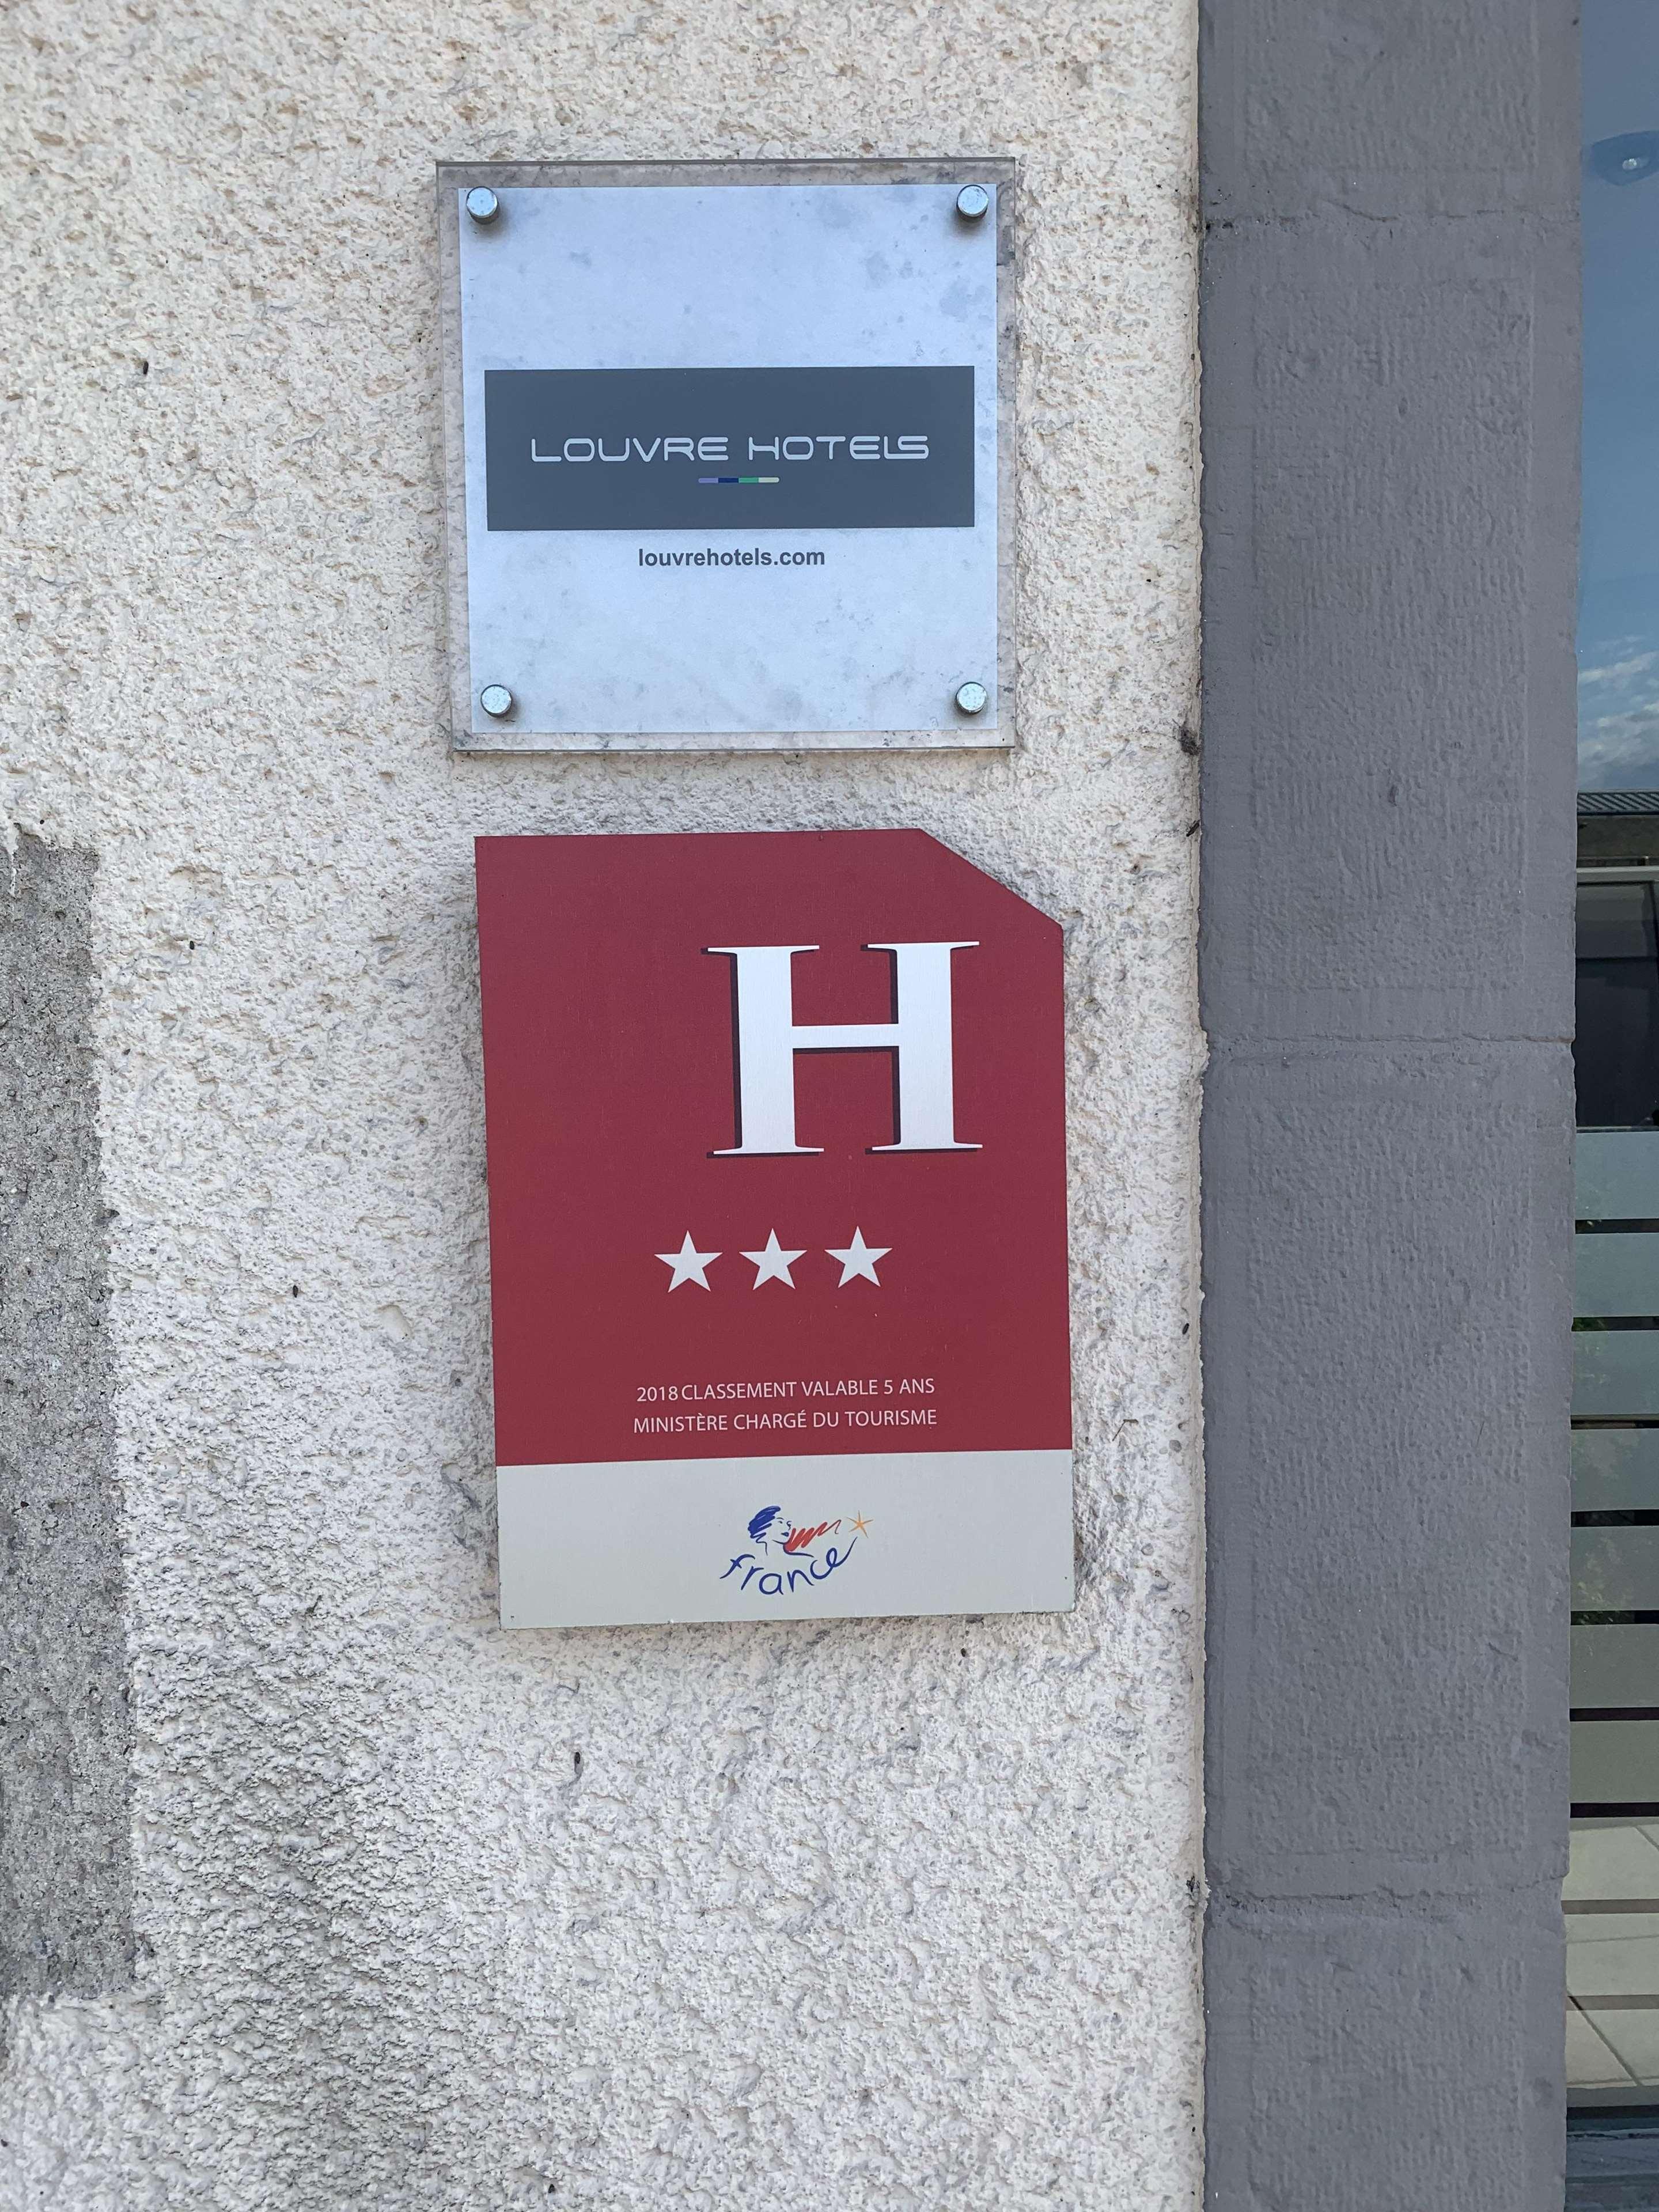 LOUVRE HOTELS
louvrehotels.com
H
2018 CLASSEMENT VALABLE 5 ANS
MINISTÈRE CHARGÉ DU TOURISME
france